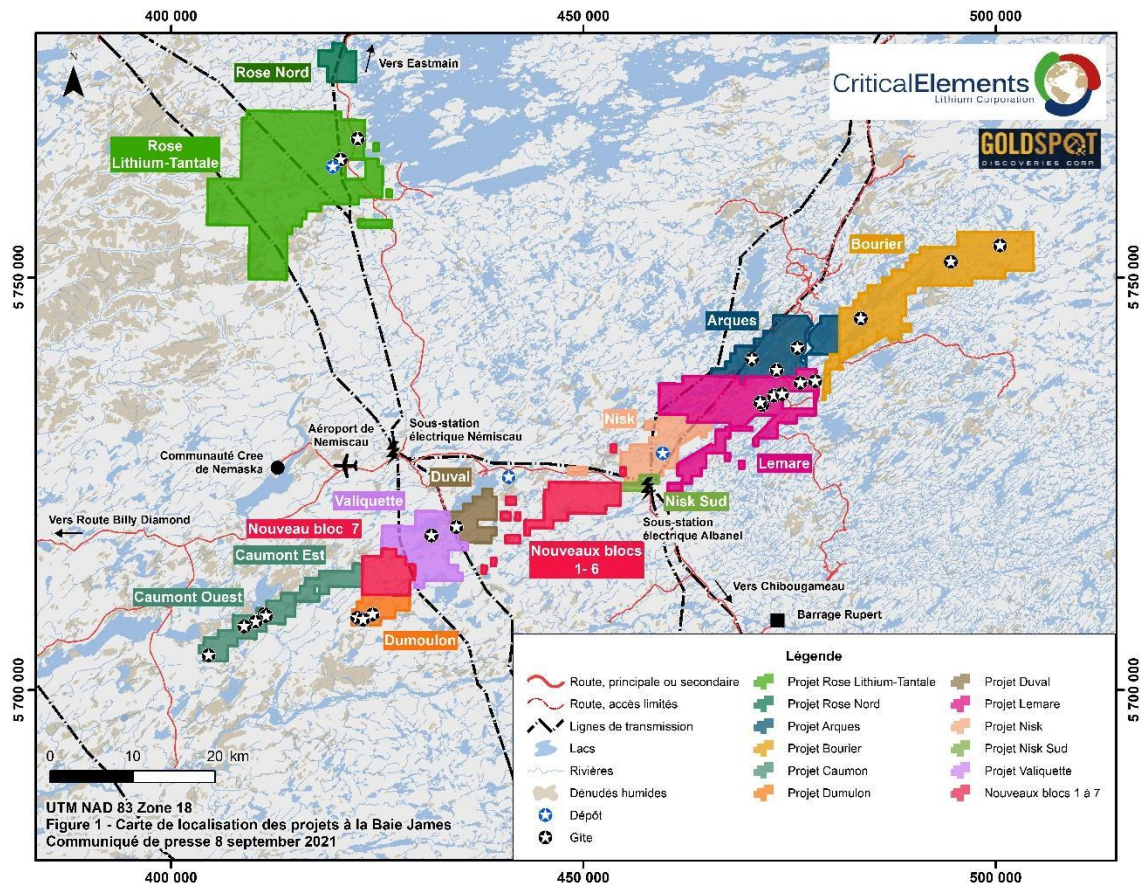 400 000
450 000
500 000
Rose Nord
Vers Eastmain
CriticalElements
Lithium Corporation
GOLDSPOT
DISCOVERIES CORP
Rose
Lithium-Tantale
Bourier
5 750 000
5 750 000
Arques
Nisk
Sous-station
électrique Némiscau
Aéroport de
Nemiscau
Communauté Cree
de Nemaska
Duval
Lemare
Valiquette
Nisk Sud
Vers Route Billy Diamond
Nouveau bloc 7
Sous-station
électrique Albanel
Caumont Est
Nouveaux blocs
1- 6
Vers Chibougameau
Caumont Ouest
Barrage Rupert
Dumoulon
5 700 000
5 700 000
Légende
Route, principale ou secondaire
Route, accès limités
Lignes de transmission
Lacs
Rivières
Dénudés humides
Dépôt
Gite
Projet Rose Lithium-Tantale
Projet Rose Nord
Projet Arques
Projet Bourier
Projet Caumon
Projet Dumulon
Projet Duval
Projet Lemare
Projet Nisk
Projet Nisk Sud
Projet Valiquette
Nouveaux blocs 1 à 7
0 10 20 km
UTM NAD 83 Zone 18
Figure 1 - Carte de localisation des projets à la Baie James
Communiqué de presse 8 september 2021
400 000
450 000
500 000